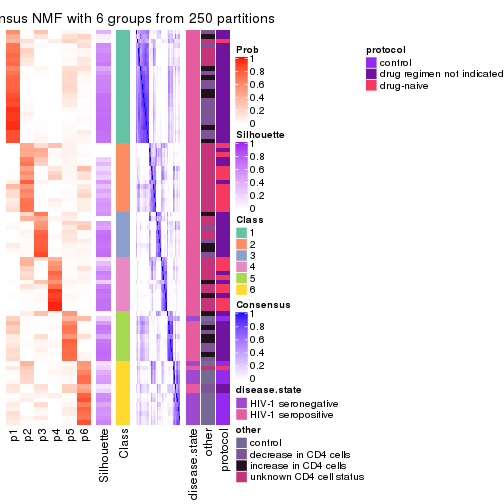 nsus NMF with 6 groups from 250 partitions
Prob
1
0.8
0.6
0.4
0.2
0
Silhouette
1
0.8
0.6
0.4
0.2
0
Class
1
2
3
4
5
6
Consensus
1
0.8
0.6
0.4
0.2
0
disease.state
HIV-1 seronegative
HIV-1 seropositive
other
control
decrease in CD4 cells
increase in CD4 cells
unknown CD4 cell status
protocol
control
drug regimen not indicated
drug-naive
p1
p2
p3
p4
p5
p6
Silhouette
Class
disease.state
other
protocol